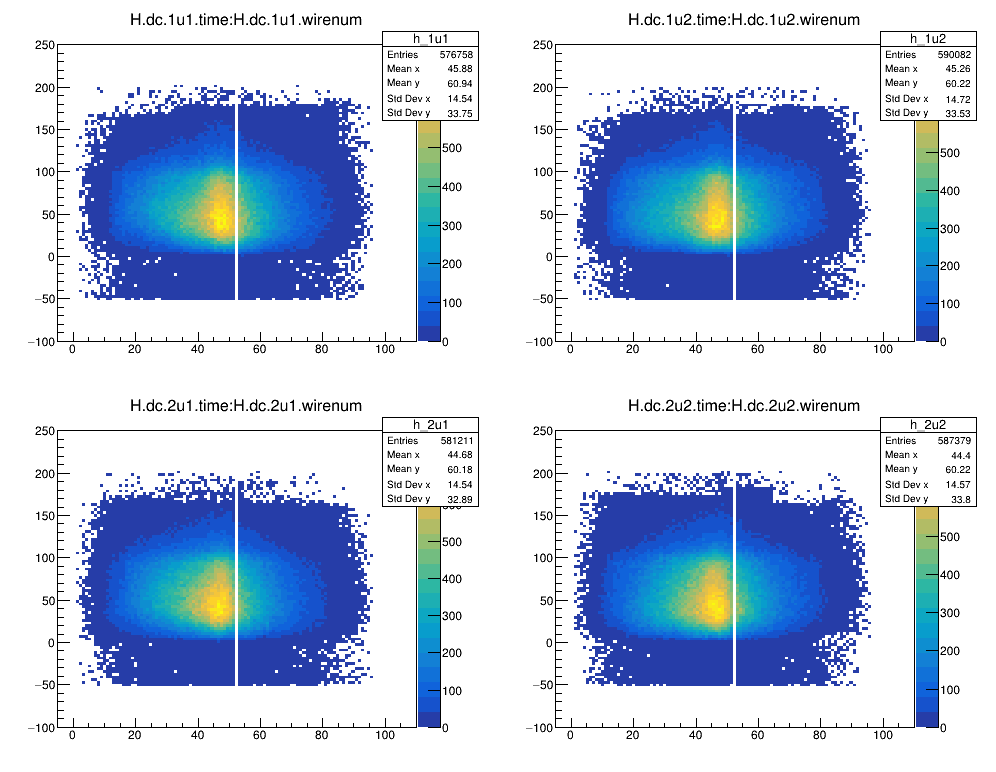 H.dc.1u1.time:H.dc.1u1.wirenum
h_1u1
Entries 576758
Mean x 45.88
Mean y 60.94
Std Dev x 14.54
Std Dev y 33.75
250
200
150
100
50
0
−50
−100
0 20 40 60 80 100
500
400
300
200
100
0
H.dc.1u2.time:H.dc.1u2.wirenum
h_1u2
Entries 590082
Mean x 45.26
Mean y 60.22
Std Dev x 14.72
Std Dev y 33.53
250
200
150
100
50
0
−50
−100
0 20 40 60 80 100
500
400
300
200
100
0
H.dc.2u1.time:H.dc.2u1.wirenum
h_2u1
Entries 581211
Mean x 44.68
Mean y 60.18
Std Dev x 14.54
Std Dev y 32.89
250
200
150
100
50
0
−50
−100
0 20 40 60 80 100
500
400
300
200
100
0
H.dc.2u2.time:H.dc.2u2.wirenum
h_2u2
Entries 587379
Mean x 44.4
Mean y 60.22
Std Dev x 14.57
Std Dev y 33.8
250
200
150
100
50
0
−50
−100
0 20 40 60 80 100
500
400
300
200
100
0